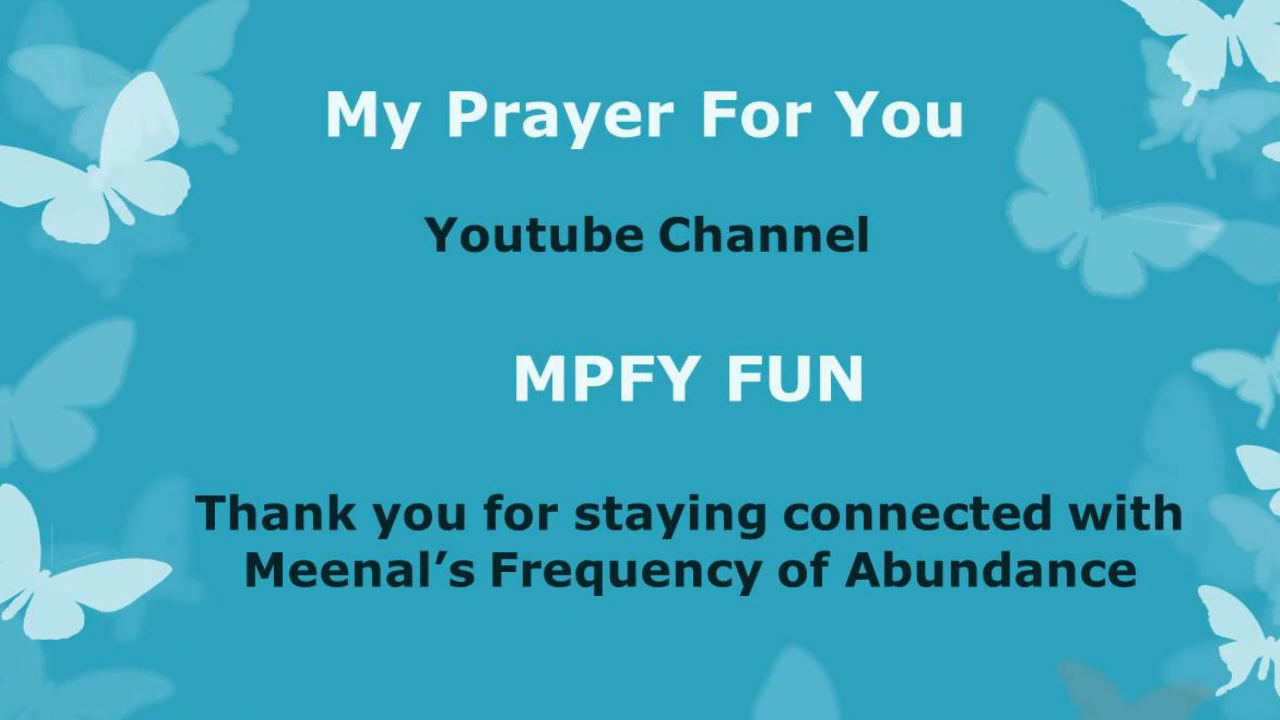 My Prayer For You
Youtube Channel
MPFY FUN
Thank you for staying connected with
Meenal’s Frequency of Abundance